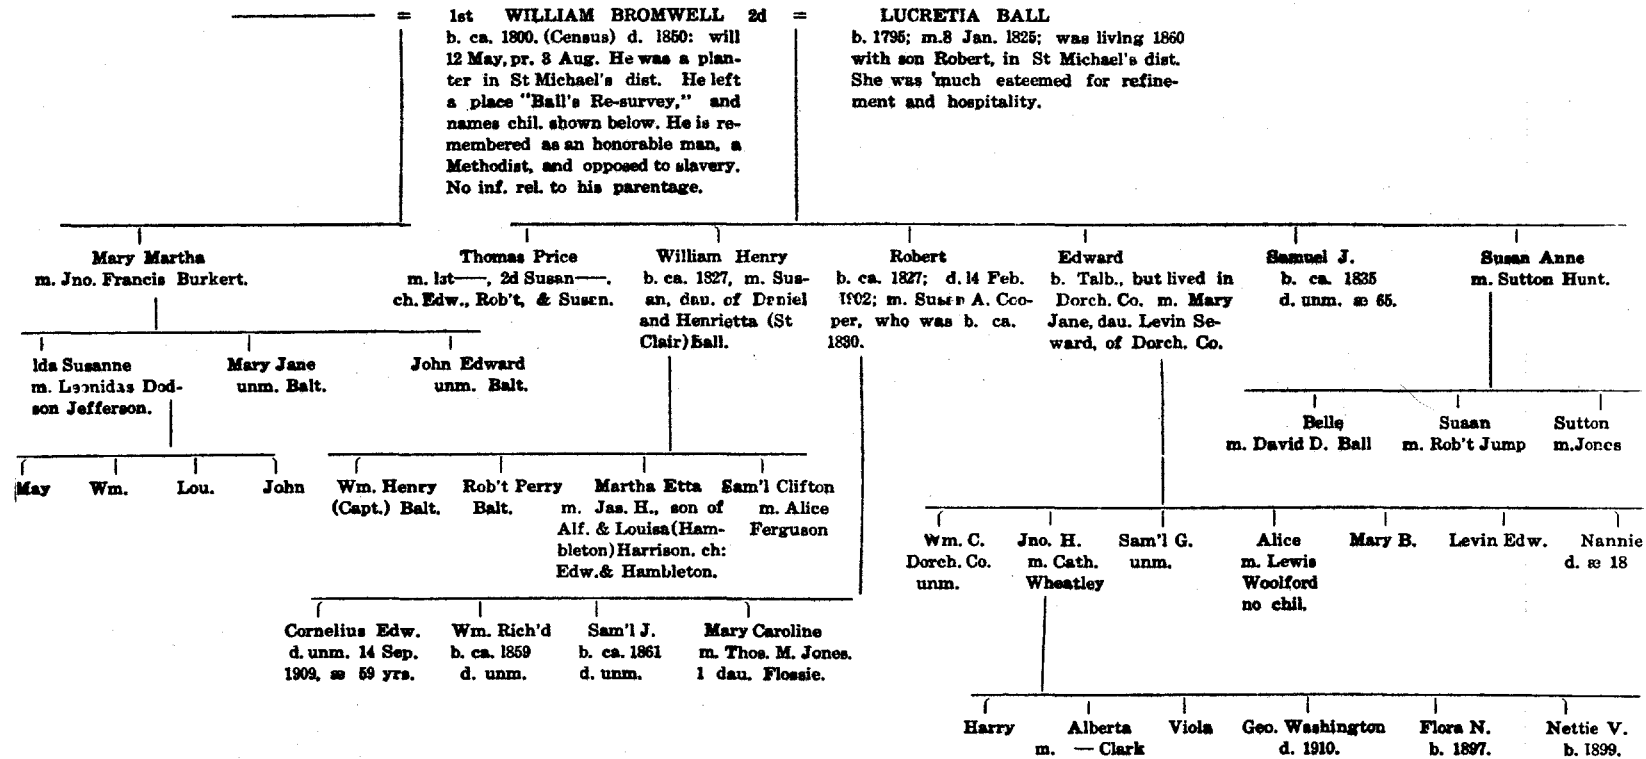 = 1st WILLIAM BROMWELL 2d = LUCRETIA BALL
b. ca. 1800. (Census) d. 1850: will
12 May, pr. 3 Aug. He was a plan-
ter in St Michael's dist. He left
a place "Ball's Re-survey," and
names chil. shown below. He is re-
membered as an honorable man, a
Methodist, and opposed to slavery.
No inf. rel. to his parentage.
b. 1795; m. 8 Jan. 1825; was living 1860
with son Robert, in St Michael's dist.
She was much esteemed for refine-
ment and hospitality.
Mary Martha
m. Jno. Francis Burkert.
Thomas Price
m. 1st——, 2d Susan——.
ch. Edw., Rob't, & Susan.
William Henry
b. ca. 1827, m. Sus-
an, dau. of Daniel
and Henrietta (St
Clair) Ball.
Robert
b. ca. 1827; d. 14 Feb.
1902; m. Susan A. Coo-
per, who was b. ca.
1830.
Edward
b. Talb., but lived in
Dorch. Co. m. Mary
Jane, dau. Levin Se-
ward, of Dorch. Co.
Samuel J.
b. ca. 1835
d. unm. æ 65.
Susan Anne
m. Sutton Hunt.
Ida Susanne
m. Leonidas Dod-
son Jefferson.
Mary Jane
unm. Balt.
John Edward
unm. Balt.
Belle
m. David D. Ball
Susan
m. Rob't Jump
Sutton
m. Jones
May Wm. Lou. John
Wm. Henry
(Capt.) Balt.
Rob't Perry
Balt.
Martha Etta
m. Jas. H., son of
Alf. & Louisa (Ham-
bleton) Harrison. ch:
Edw. & Hambleton.
Sam'l Clifton
m. Alice
Ferguson
Wm. C.
Dorch. Co.
unm.
Jno. H.
m. Cath.
Wheatley
Sam'l G.
unm.
Alice
m. Lewis
Woolford
no chil.
Mary B.
Levin Edw.
Nannie
d. æ 18
Cornelius Edw.
d. unm. 14 Sep.
1909, æ 59 yrs.
Wm. Rich'd
b. ca. 1859
d. unm.
Sam'l J.
b. ca. 1861
d. unm.
Mary Caroline
m. Thos. M. Jones.
1 dau. Flossie.
Harry
Alberta
m. — Clark
Viola
Geo. Washington
d. 1910.
Flora N.
b. 1897.
Nettie V.
b. 1899.